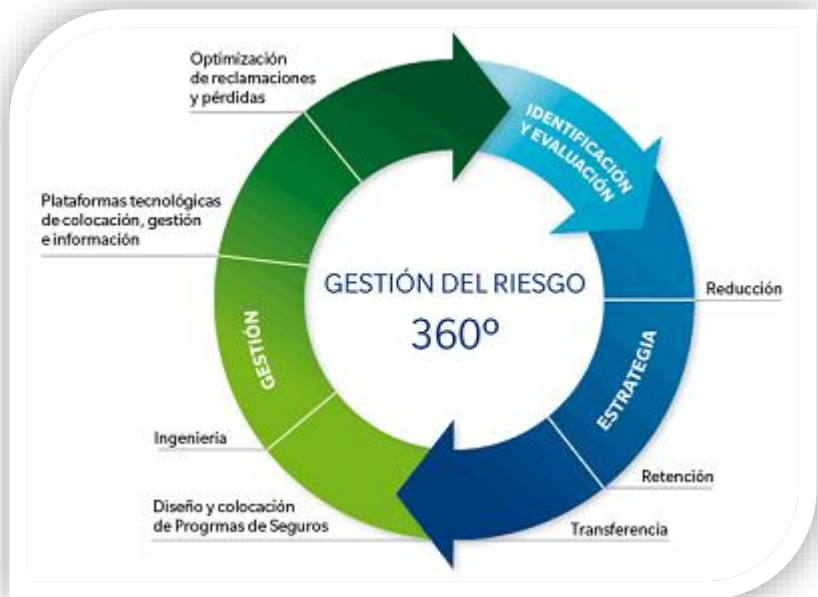 Optimización
de reclamaciones
y pérdidas
IDENTIFICACIÓN
Y EVALUACIÓN
Plataformas tecnológicas
de colocación, gestión
e información
GESTIÓN DEL RIESGO
360º
Reducción
GESTIÓN
ESTRATEGIA
Ingenieria
Retención
Diseño y colocación
de Progrmas de Seguros
Transferencia